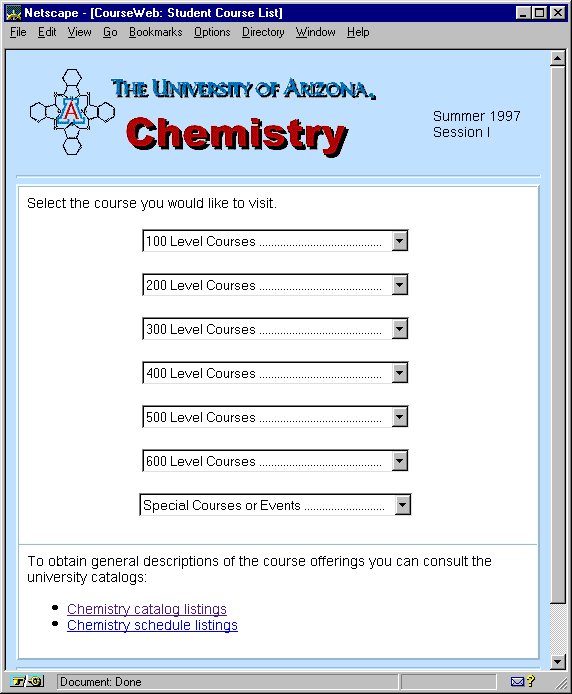 Netscape - [CourseWeb: Student Course List]
File Edit View Go Bookmarks Options Directory Window Help
THE UNIVERSITY OF ARIZONA.
A
Chemistry
Summer 1997
Session I
Select the course you would like to visit.
100 Level Courses .........................................
200 Level Courses .........................................
300 Level Courses .........................................
400 Level Courses .........................................
500 Level Courses .........................................
600 Level Courses .........................................
Special Courses or Events ...........................
To obtain general descriptions of the course offerings you can consult the
university catalogs:
Chemistry catalog listings
Chemistry schedule listings
Document: Done
?